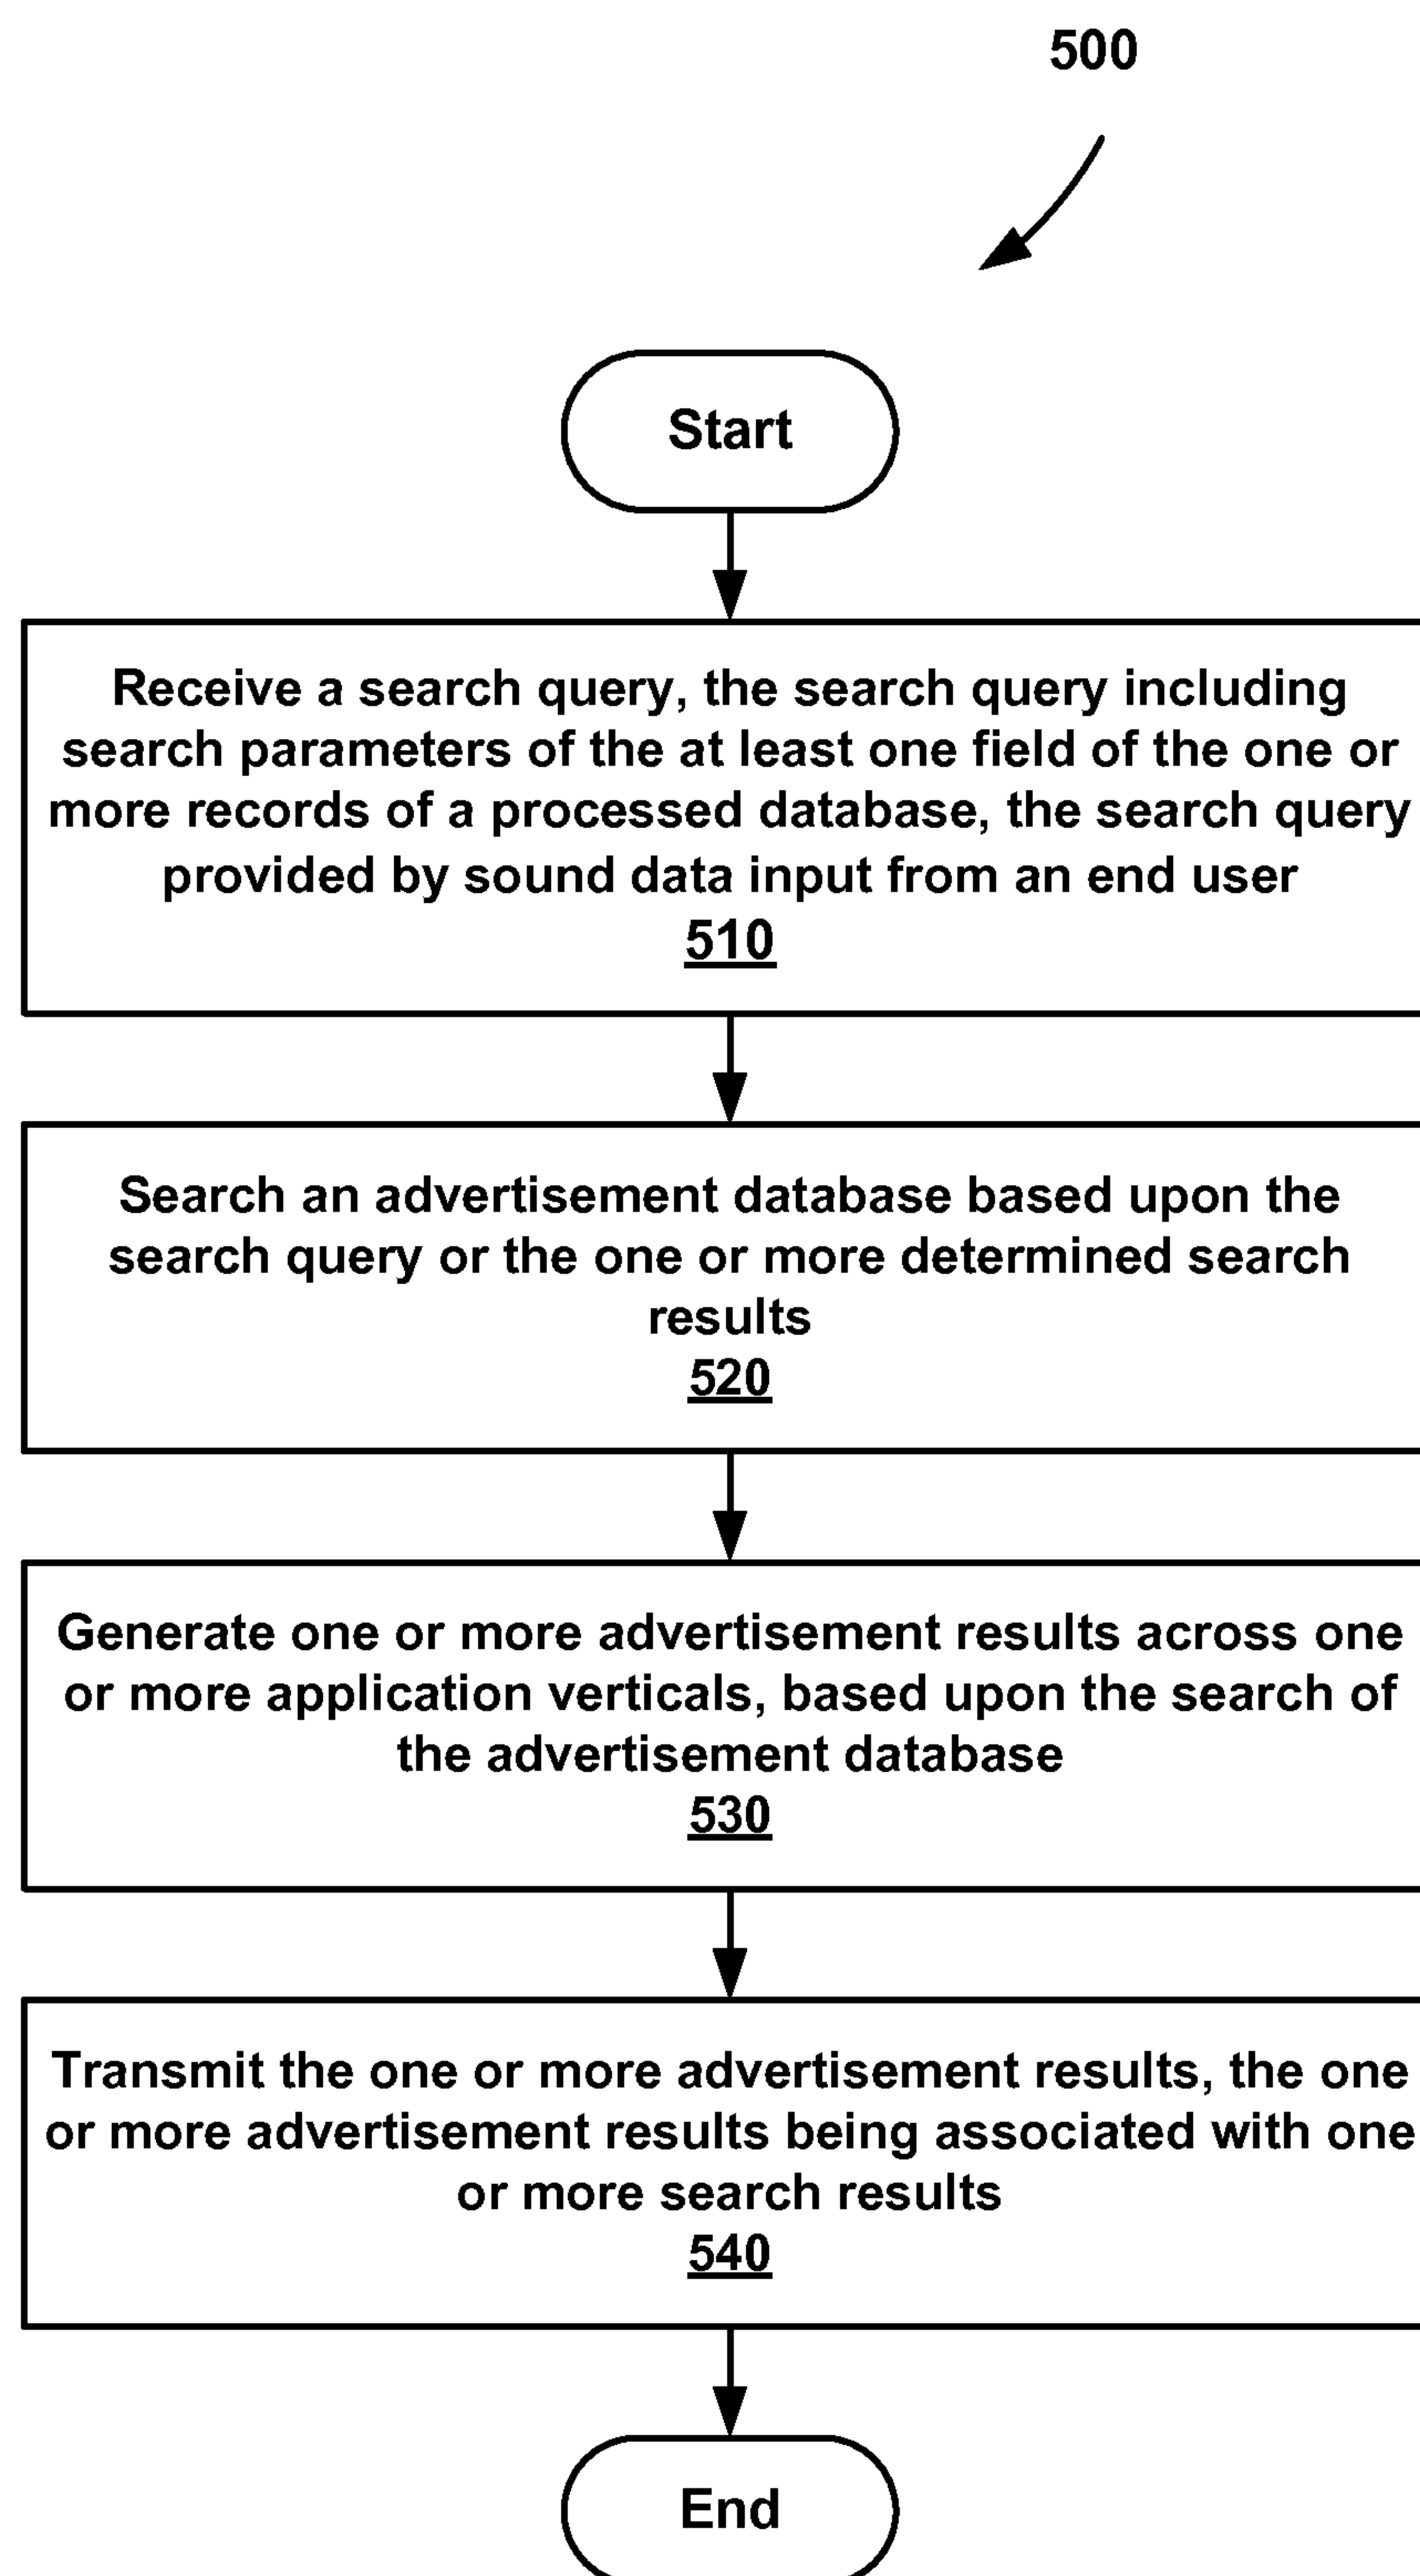 500
Start
Receive a search query, the search query including
search parameters of the at least one field of the one or
more records of a processed database, the search query
provided by sound data input from an end user
510
Search an advertisement database based upon the
search query or the one or more determined search
results
520
Generate one or more advertisement results across one
or more application verticals, based upon the search of
the advertisement database
530
Transmit the one or more advertisement results, the one
or more advertisement results being associated with one
or more search results
540
End